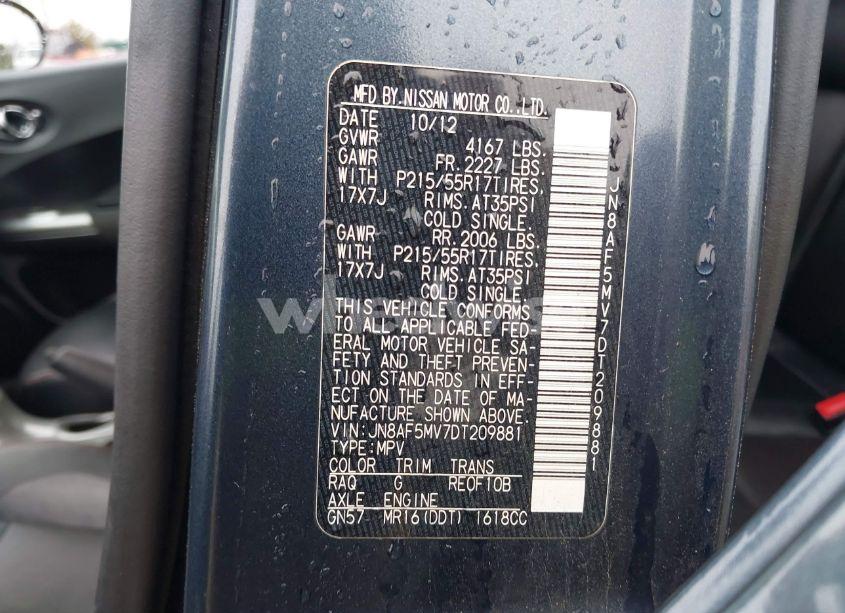 MFD BY.NISSAN MOTOR CO.,LTD.
DATE 10/12
GVWR 4167 LBS.
GAWR FR.2227 LBS.
WITH P215/55R17TIRES.
17X7J RIMS.AT35PSI
COLD SINGLE.
GAWR RR.2006 LBS.
WITH P215/55R17TIRES.
17X7J RIMS.AT35PSI
COLD SINGLE.
THIS VEHICLE CONFORMS
TO ALL APPLICABLE FED-
ERAL MOTOR VEHICLE SA-
FETY AND THEFT PREVEN-
TION STANDARDS IN EFF-
ECT ON THE DATE OF MA-
NUFACTURE SHOWN ABOVE.
VIN:JN8AF5MV7DT209881
TYPE:MPV
COLOR TRIM TRANS
RAQ G RE0F10B
AXLE ENGINE
GN57 MR16(DDT) 1618CC
JN8AF5MV7DT209881